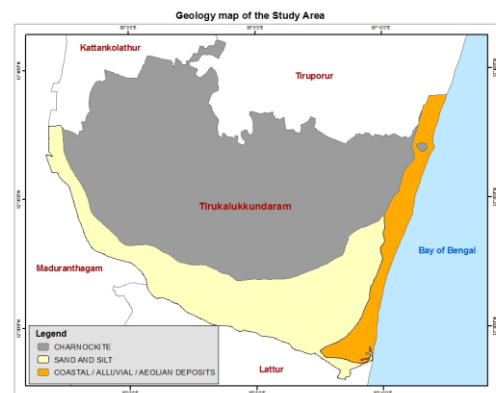 Geology map of the Study Area
Kattankolathur
Tiruporur
Tirukalukkundaram
Bay of Bengal
Maduranthagam
Lattur
Legend
CHARNOCKITE
SAND AND SILT
COASTAL / ALLUVIAL / AEOLIAN DEPOSITS